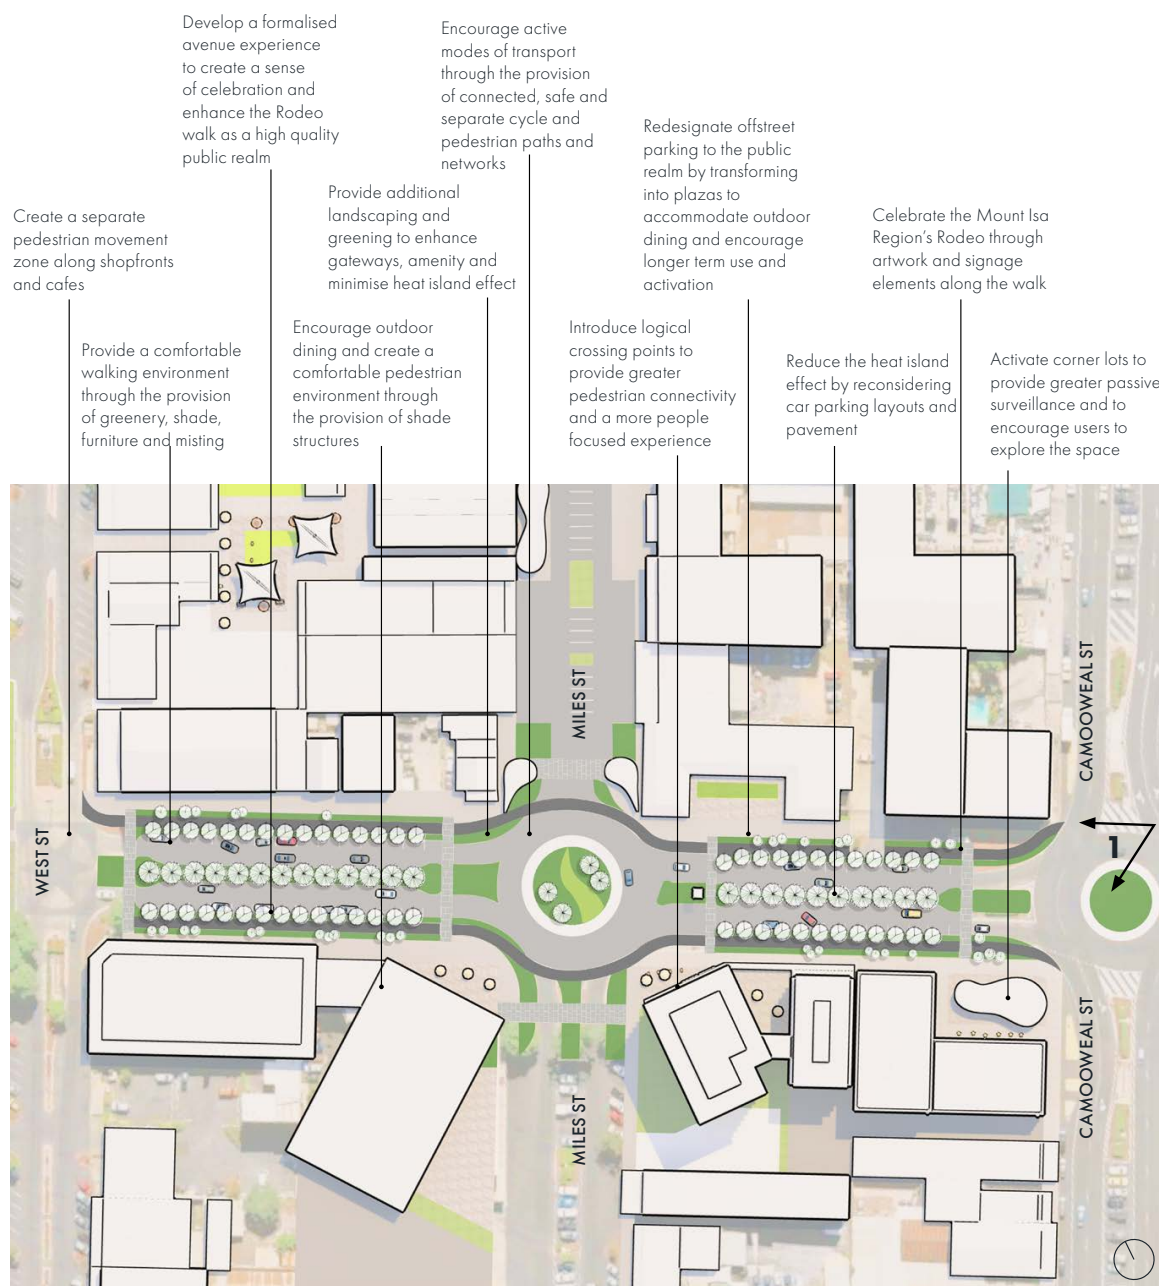 Develop a formalised
avenue experience
to create a sense
of celebration and
enhance the Rodeo
walk as a high quality
public realm
Encourage active
modes of transport
through the provision
of connected, safe and
separate cycle and
pedestrian paths and
networks
Redesignate offstreet
parking to the public
realm by transforming
into plazas to
accommodate outdoor
dining and encourage
longer term use and
activation
Provide additional
landscaping and
greening to enhance
gateways, amenity and
minimise heat island effect
Create a separate
pedestrian movement
zone along shopfronts
and cafes
Celebrate the Mount Isa
Region's Rodeo through
artwork and signage
elements along the walk
Provide a comfortable
walking environment
through the provision
of greenery, shade,
furniture and misting
Encourage outdoor
dining and create a
comfortable pedestrian
environment through
the provision of shade
structures
Introduce logical
crossing points to
provide greater
pedestrian connectivity
and a more people
focused experience
Reduce the heat island
effect by reconsidering
car parking layouts and
pavement
Activate corner lots to
provide greater passive
surveillance and to
encourage users to
explore the space
MILES ST
CAMOOWEAL ST
WEST ST
1
MILES ST
CAMOOWEAL ST